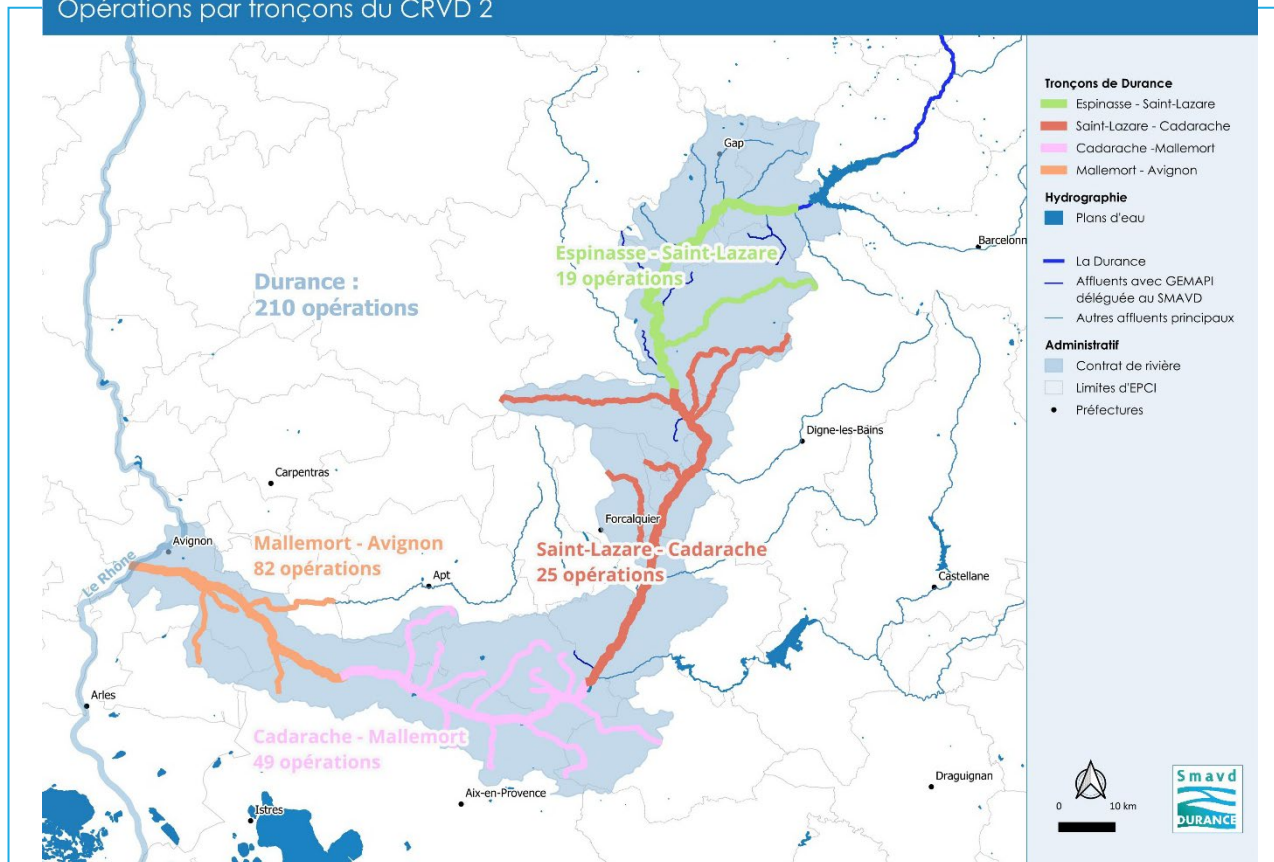 Opérations par tronçons du CRVD 2
Gap
Barcelonn
Espinasse - Saint-Lazare
19 opérations
Durance :
210 opérations
Digne-les-Bains
Carpentras
Forcalquier
Avignon
Mallemort - Avignon
82 opérations
Saint-Lazare - Cadarache
25 opérations
Le Rhône
Apt
Castellane
Arles
Cadarache - Mallemort
49 opérations
Aix-en-Provence
Istres
Draguignan
Tronçons de Durance
Espinasse - Saint-Lazare
Saint-Lazare - Cadarache
Cadarache -Mallemort
Mallemort - Avignon
Hydrographie
Plans d'eau
La Durance
Affluents avec GEMAPI
déléguée au SMAVD
Autres affluents principaux
Administratif
Contrat de rivière
Limites d'EPCI
Préfectures
0 10 km
Smavd
DURANCE